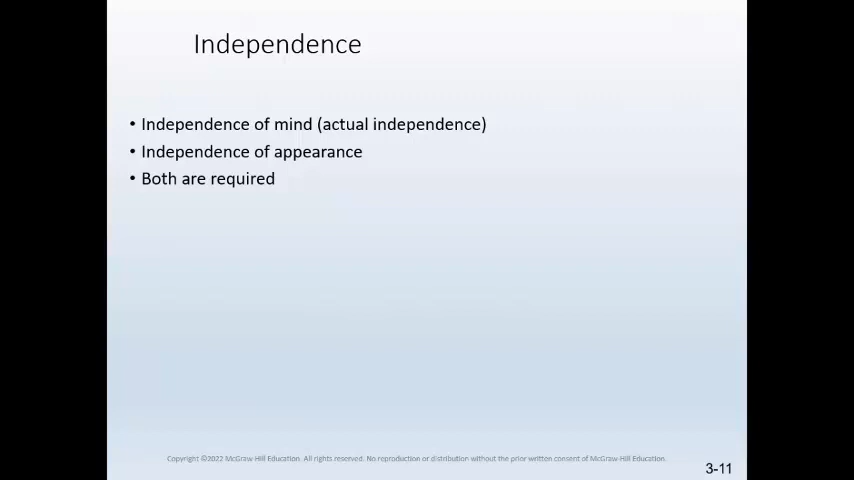 Independence
• Independence of mind (actual independence)
• Independence of appearance
• Both are required
Copyright ©2022 McGraw-Hill Education. All rights reserved. No reproduction or distribution without the prior written consent of McGraw-Hill Education.
3-11